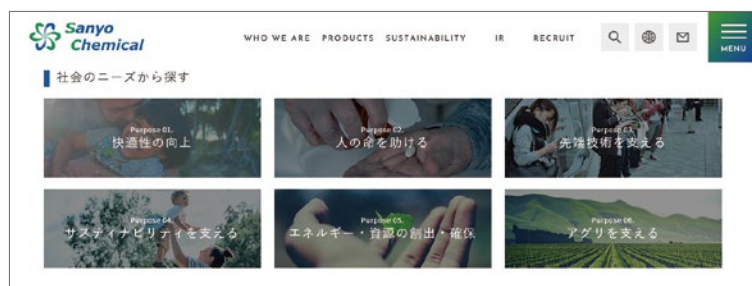 Sanyo
Chemical
WHO WE ARE PRODUCTS SUSTAINABILITY IR RECRUIT
MENU
社会のニーズから探す
Purpose 01.
快適性の向上
Purpose 02.
人の命を助ける
Purpose 03.
先端技術を支える
Purpose 04.
サスティナビリティを支える
Purpose 05.
エネルギー・資源の創出・確保
Purpose 06.
アグリを支える